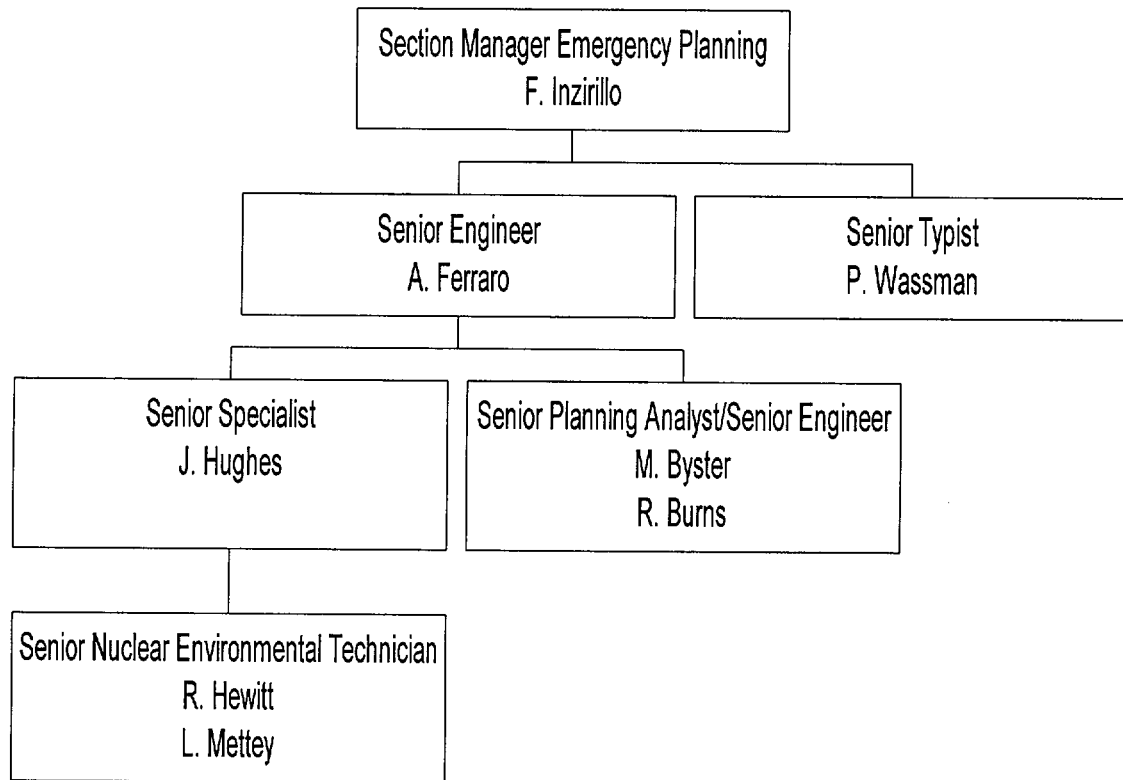 Section Manager Emergency Planning
F. Inzirillo
Senior Engineer
A. Ferraro
Senior Typist
P. Wassman
Senior Specialist
J. Hughes
Senior Planning Analyst/Senior Engineer
M. Byster
R. Burns
Senior Nuclear Environmental Technician
R. Hewitt
L. Mettey